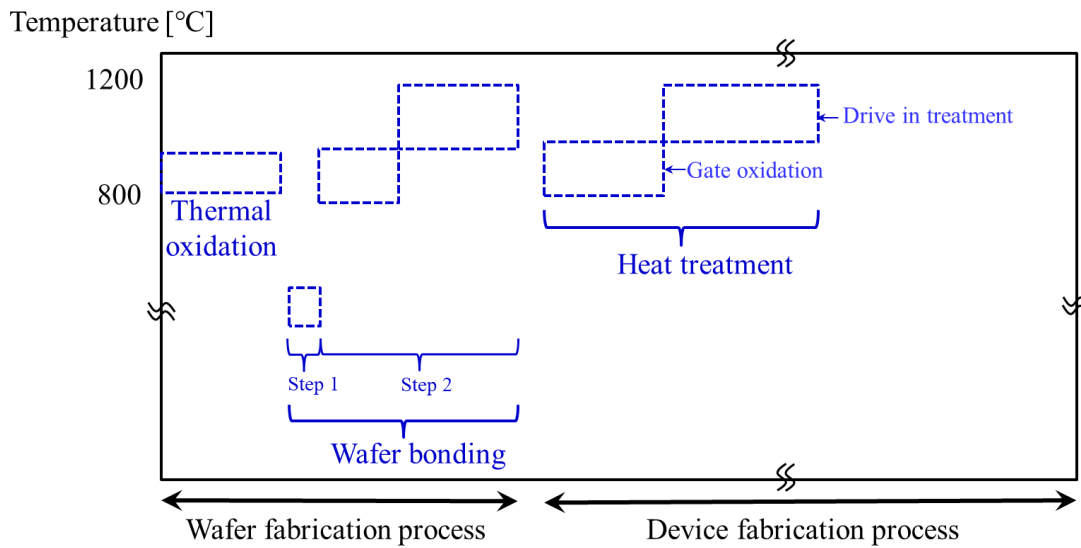 Temperature [℃]
1200
800
Thermal
oxidation
Drive in treatment
Gate oxidation
Heat treatment
Step 1
Step 2
Wafer bonding
Wafer fabrication process
Device fabrication process